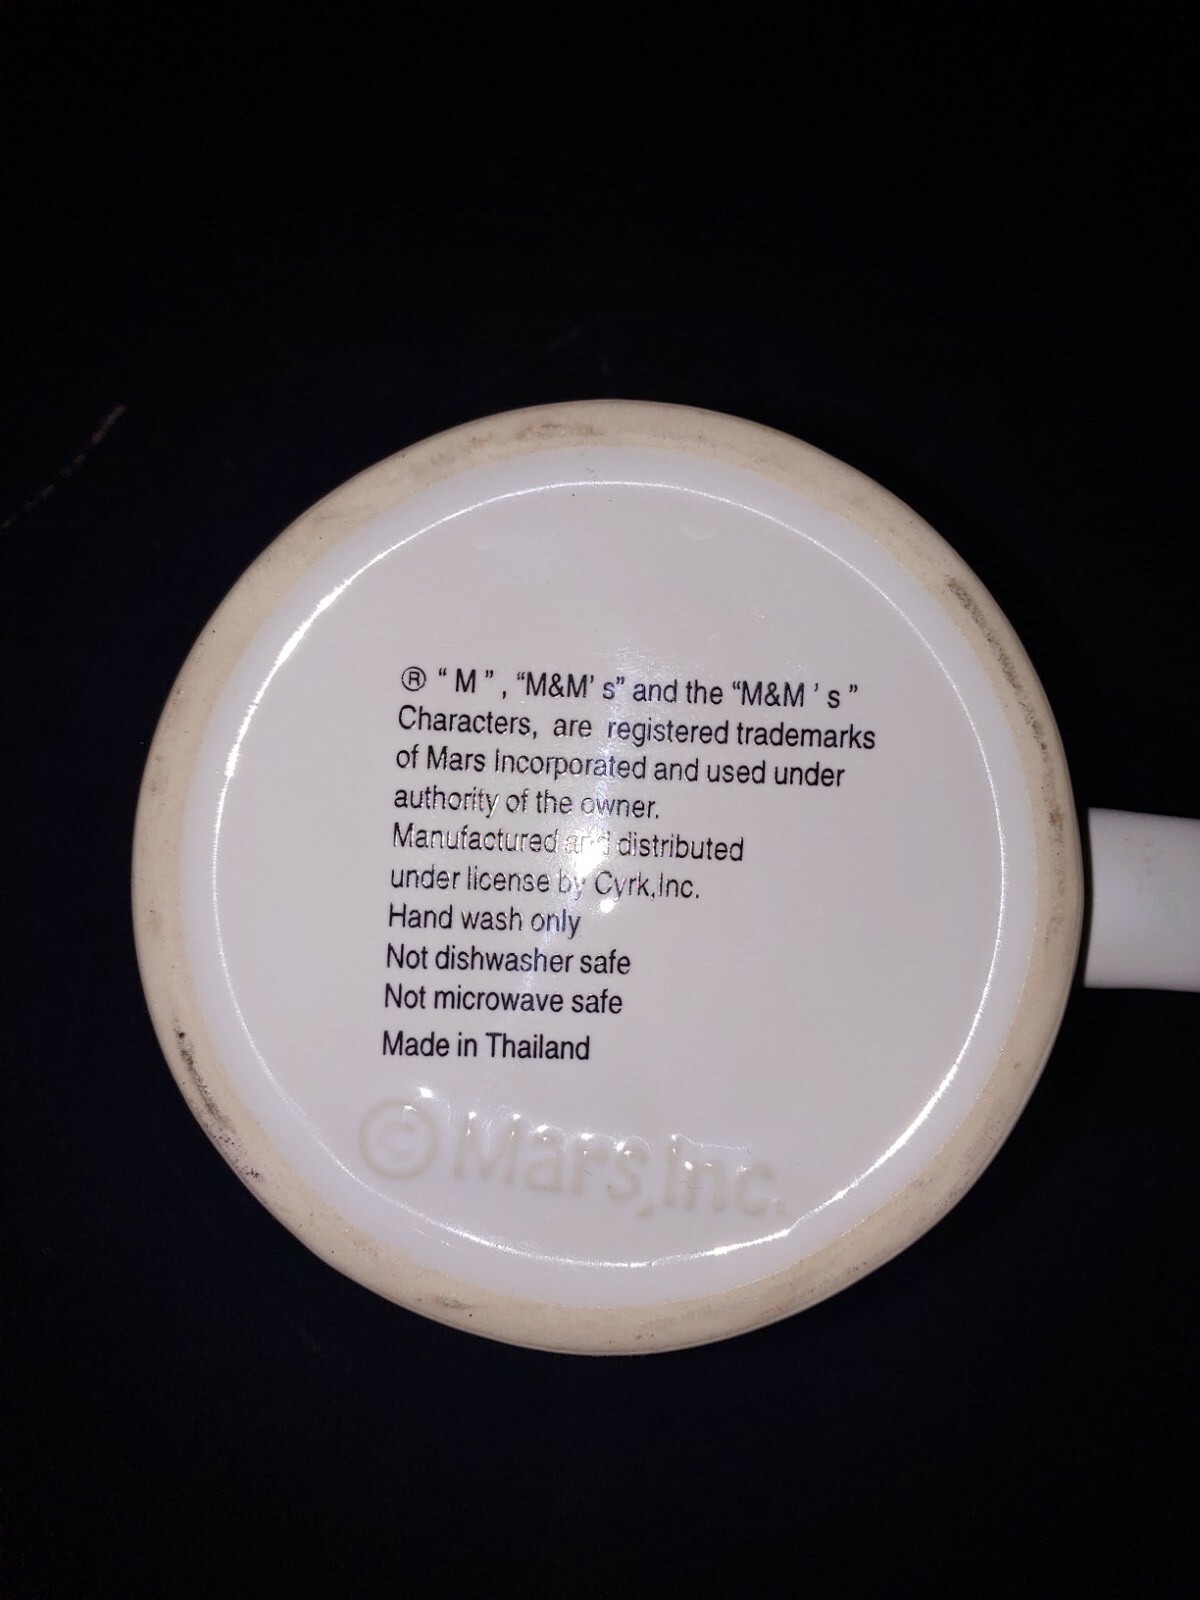 ® “ M ” , “M&M’ s” and the “M&M ’ s ”
Characters, are registered trademarks
of Mars Incorporated and used under
authority of the owner.
Manufactured and distributed
under license by Cyrk,Inc.
Hand wash only
Not dishwasher safe
Not microwave safe
Made in Thailand
© Mars,Inc.